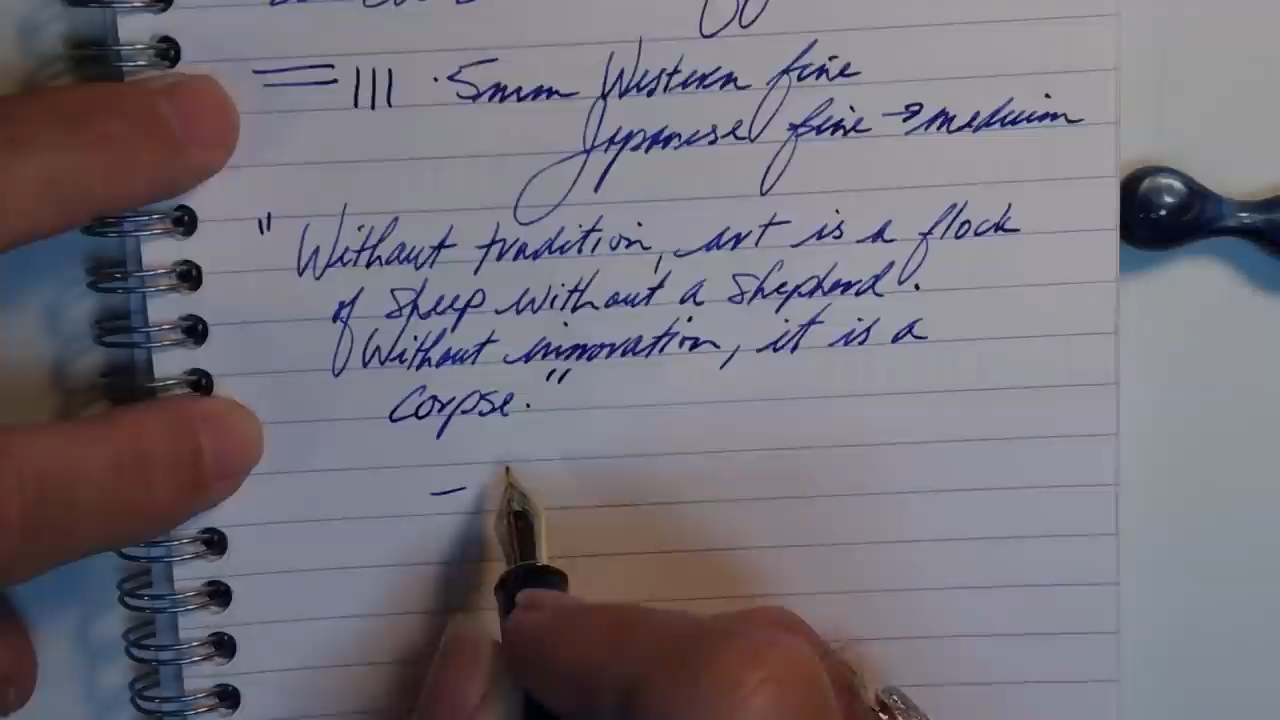 .5mm Western fine
Japanese fine → medium
"Without tradition, art is a flock
of sheep without a shepherd.
Without innovation, it is a
corpse."
–